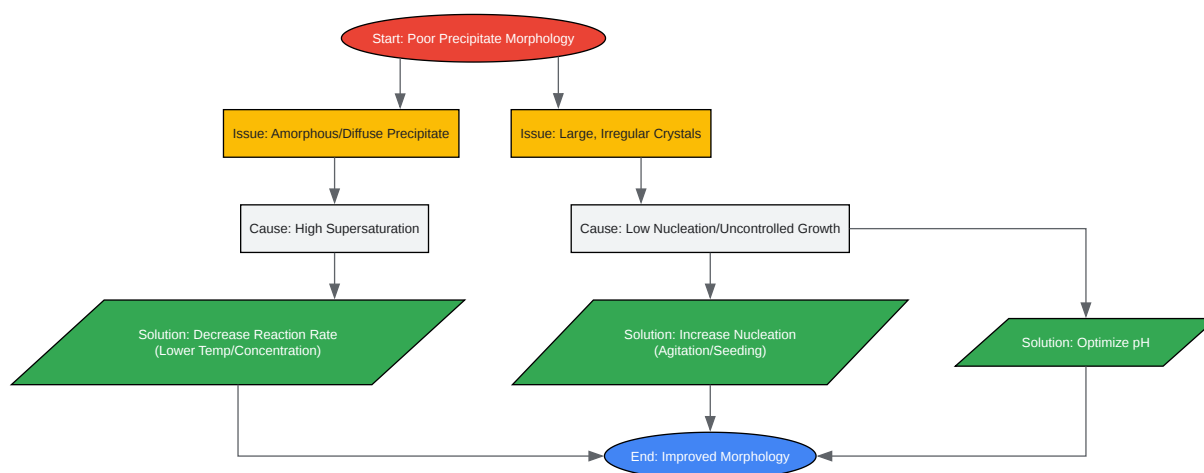 Start: Poor Precipitate Morphology
Issue: Amorphous/Diffuse Precipitate
Issue: Large, Irregular Crystals
Cause: High Supersaturation
Cause: Low Nucleation/Uncontrolled Growth
Solution: Decrease Reaction Rate
(Lower Temp/Concentration)
Solution: Increase Nucleation
(Agitation/Seeding)
Solution: Optimize pH
End: Improved Morphology